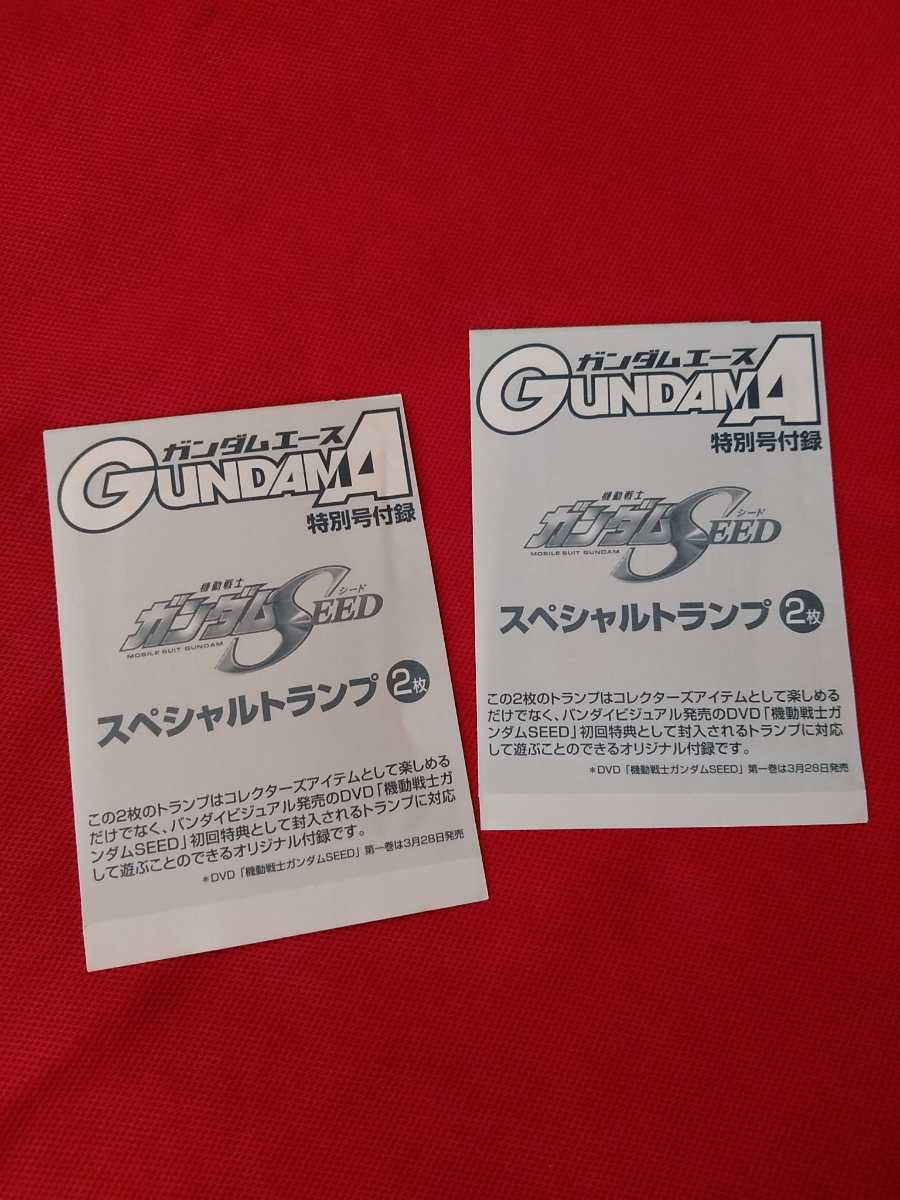 ガンダムエース
GUNDAMA
特別号付録
機動戦士
ガンダムSEED
シード
MOBILE SUIT GUNDAM
スペシャルトランプ 2枚
この2枚のトランプはコレクターズアイテムとして楽しめる
だけでなく、バンダイビジュアル発売のDVD「機動戦士ガ
ンダムSEED」初回特典として封入されるトランプに対応
して遊ぶことのできるオリジナル付録です。
*DVD「機動戦士ガンダムSEED」第一巻は3月28日発売
ガンダムエース
GUNDAMA
特別号付録
機動戦士
ガンダムSEED
シード
MOBILE SUIT GUNDAM
スペシャルトランプ 2枚
この2枚のトランプはコレクターズアイテムとして楽しめる
だけでなく、バンダイビジュアル発売のDVD「機動戦士ガ
ンダムSEED」初回特典として封入されるトランプに対応
して遊ぶことのできるオリジナル付録です。
*DVD「機動戦士ガンダムSEED」第一巻は3月28日発売